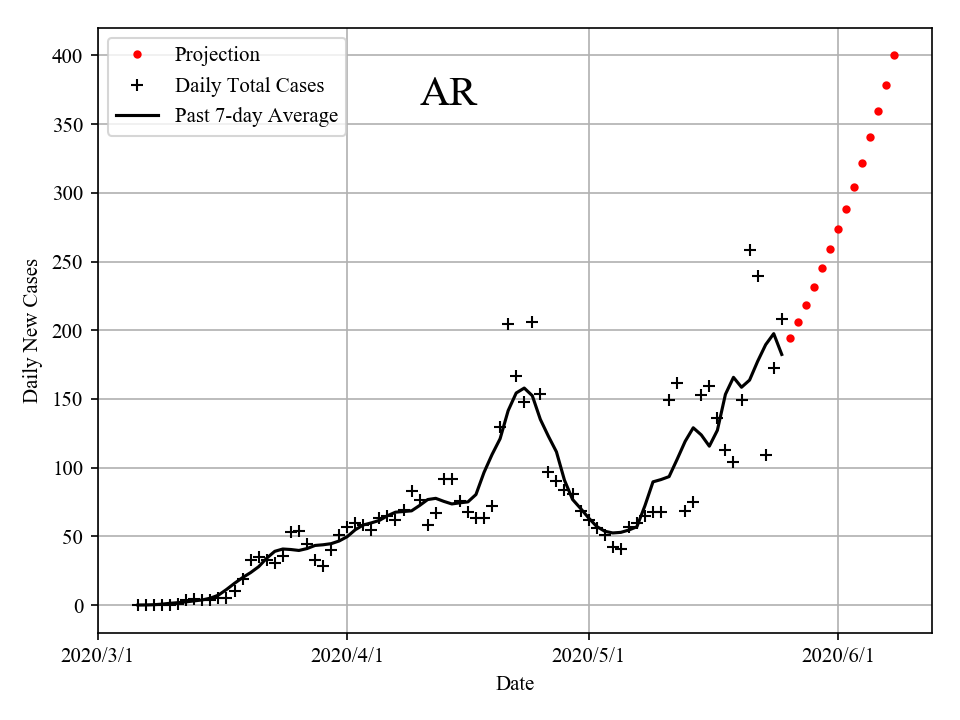 AR
Projection
Daily Total Cases
Past 7-day Average
400
350
300
250
200
150
100
50
0
Daily New Cases
2020/3/1 2020/4/1 2020/5/1 2020/6/1
Date